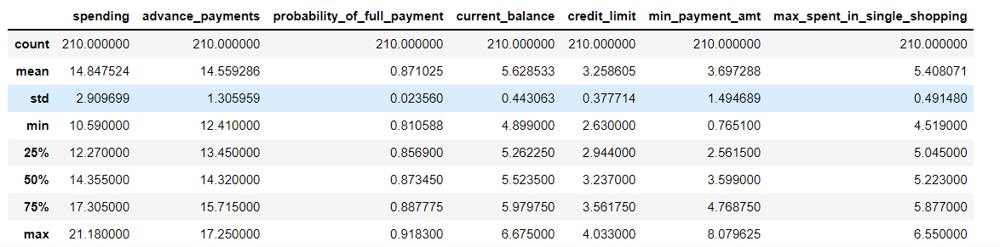 spending advance_payments probability_of_full_payment current_balance credit_limit min_payment_amt max_spent_in_single_shopping
count 210.000000 210.000000 210.000000 210.000000 210.000000 210.000000 210.000000
mean 14.847524 14.559286 0.871025 5.628533 3.258605 3.697288 5.408071
std 2.909699 1.305959 0.023560 0.443063 0.377714 1.494689 0.491480
min 10.590000 12.410000 0.810588 4.899000 2.630000 0.765100 4.519000
25% 12.270000 13.450000 0.856900 5.262250 2.944000 2.561500 5.045000
50% 14.355000 14.320000 0.873450 5.523500 3.237000 3.599000 5.223000
75% 17.305000 15.715000 0.887775 5.979750 3.561750 4.768750 5.877000
max 21.180000 17.250000 0.918300 6.675000 4.033000 8.079625 6.550000